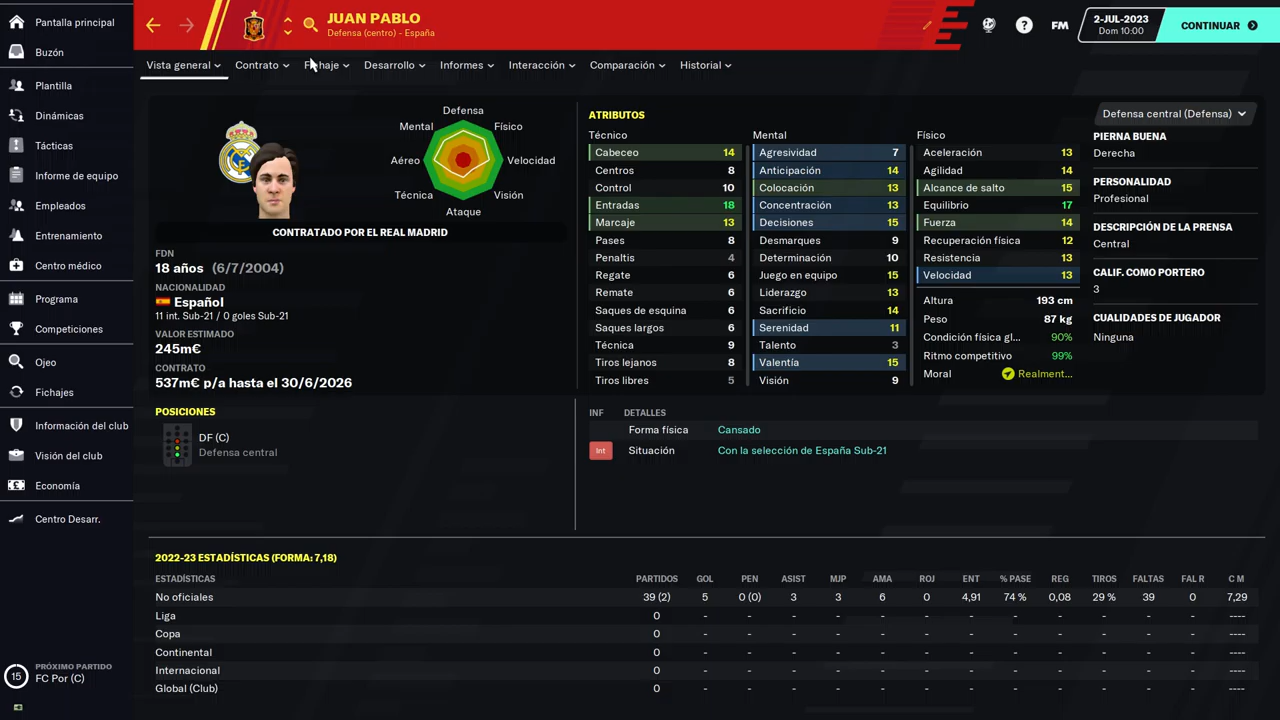 Pantalla principal
Buzón
Plantilla
Dinámicas
Tácticas
Informe de equipo
Empleados
Entrenamiento
Centro médico
Programa
Competiciones
Ojeo
Fichajes
Información del club
Visión del club
Economía
Centro Desarr.
15 PRÓXIMO PARTIDO
FC Por (C)
JUAN PABLO
Defensa (centro) - España
FM
2-JUL-2023
Dom 10:00
CONTINUAR
Vista general Contrato Fichaje Desarrollo Informes Interacción Comparación Historial
Defensa
Mental Físico
Aéreo Velocidad
Técnica Visión
Ataque
CONTRATADO POR EL REAL MADRID
FDN
18 años (6/7/2004)
NACIONALIDAD
Español
11 int. Sub-21 / 0 goles Sub-21
VALOR ESTIMADO
245m€
CONTRATO
537m€ p/a hasta el 30/6/2026
ATRIBUTOS
Técnico
Cabeceo 14
Centros 8
Control 10
Entradas 18
Marcaje 13
Pases 8
Penaltis 4
Regate 6
Remate 6
Saques de esquina 6
Saques largos 6
Técnica 9
Tiros lejanos 8
Tiros libres 5
Mental
Agresividad 7
Anticipación 14
Colocación 13
Concentración 13
Decisiones 15
Desmarques 9
Determinación 10
Juego en equipo 15
Liderazgo 13
Sacrificio 14
Serenidad 11
Talento 3
Valentía 15
Visión 9
Físico
Aceleración 13
Agilidad 14
Alcance de salto 15
Equilibrio 17
Fuerza 14
Recuperación física 12
Resistencia 13
Velocidad 13
Altura 193 cm
Peso 87 kg
Condición física gl... 90%
Ritmo competitivo 99%
Moral Realment...
Defensa central (Defensa)
PIERNA BUENA
Derecha
PERSONALIDAD
Profesional
DESCRIPCIÓN DE LA PRENSA
Central
CALIF. COMO PORTERO
3
CUALIDADES DE JUGADOR
Ninguna
POSICIONES
DF (C)
Defensa central
INF DETALLES
Forma física Cansado
Int Situación Con la selección de España Sub-21
2022-23 ESTADÍSTICAS (FORMA: 7,18)
ESTADÍSTICAS PARTIDOS GOL PEN ASIST MJP AMA ROJ ENT % PASE REG TIROS FALTAS FAL R C M
No oficiales 39 (2) 5 0 (0) 3 3 6 0 4,91 74 % 0,08 29 % 39 0 7,29
Liga 0 - - - - - - - - - - - - ----
Copa 0 - - - - - - - - - - - - ----
Continental 0 - - - - - - - - - - - - ----
Internacional 0 - - - - - - - - - - - - ----
Global (Club) 0 - - - - - - - - - - - - ----